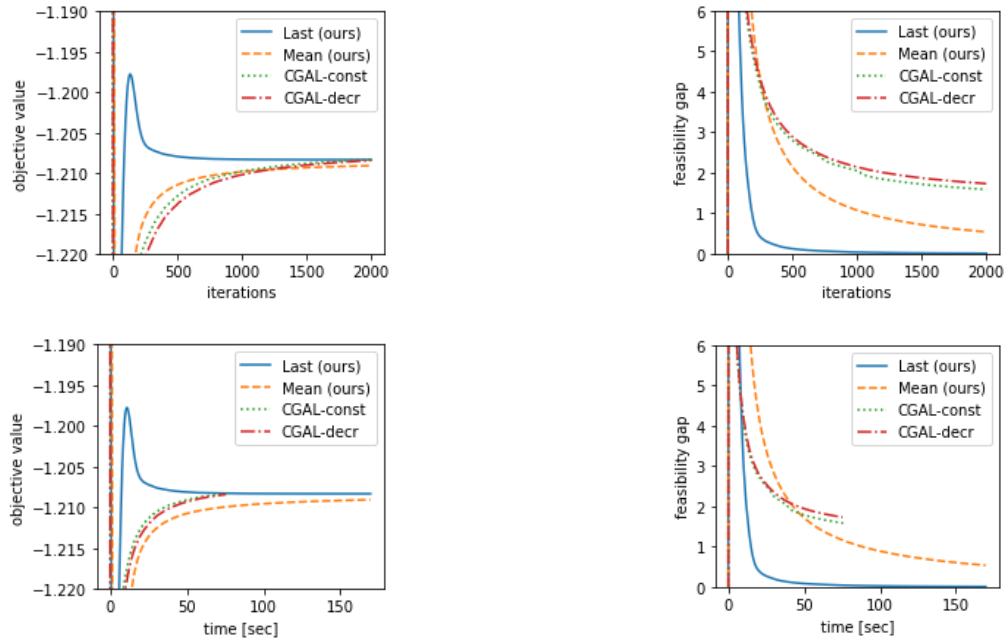 −1.190
−1.195
−1.200
−1.205
−1.210
−1.215
−1.220
objective value
0 500 1000 1500 2000
iterations
Last (ours)
Mean (ours)
CGAL-const
CGAL-decr
6
5
4
3
2
1
0
feasibility gap
0 500 1000 1500 2000
iterations
Last (ours)
Mean (ours)
CGAL-const
CGAL-decr
−1.190
−1.195
−1.200
−1.205
−1.210
−1.215
−1.220
objective value
0 50 100 150
time [sec]
Last (ours)
Mean (ours)
CGAL-const
CGAL-decr
6
5
4
3
2
1
0
feasibility gap
0 50 100 150
time [sec]
Last (ours)
Mean (ours)
CGAL-const
CGAL-decr